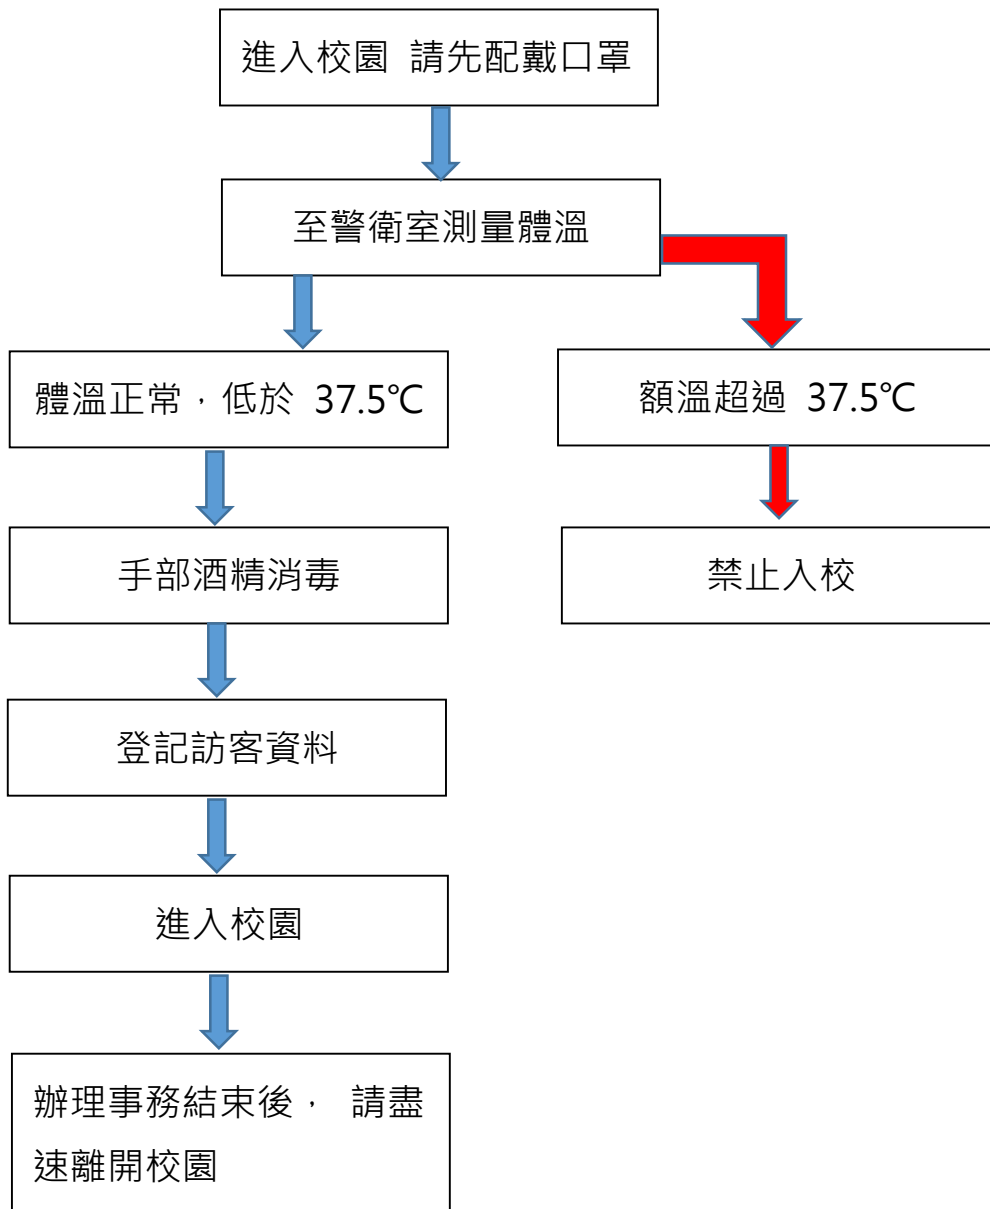 進入校園 請先配戴口罩
至警衛室測量體溫
體溫正常，低於 37.5℃
額溫超過 37.5℃
手部酒精消毒
禁止入校
登記訪客資料
進入校園
辦理事務結束後， 請盡
速離開校園